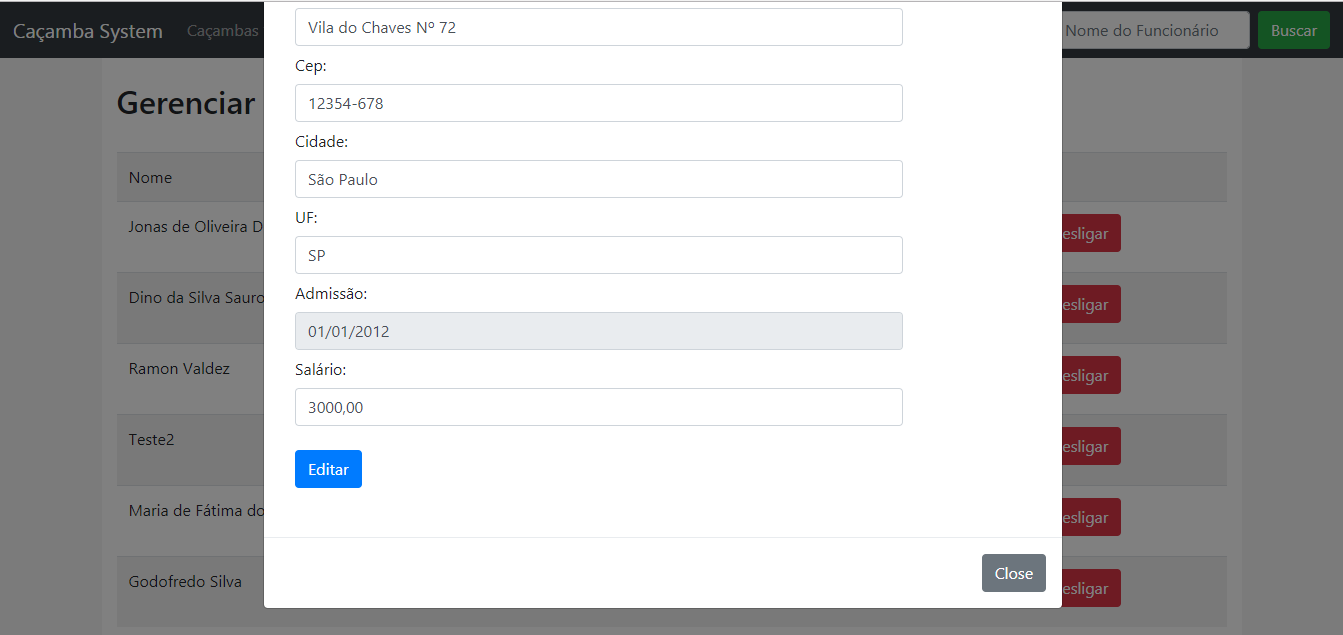 Caçamba System
Caçambas
Nome do Funcionário
Buscar
Gerenciar
Nome
Jonas de Oliveira D
esligar
Dino da Silva Sauro
esligar
Ramon Valdez
esligar
Teste2
esligar
Maria de Fátima do
esligar
Godofredo Silva
esligar
Vila do Chaves Nº 72
Cep:
12354-678
Cidade:
São Paulo
UF:
SP
Admissão:
01/01/2012
Salário:
3000,00
Editar
Close